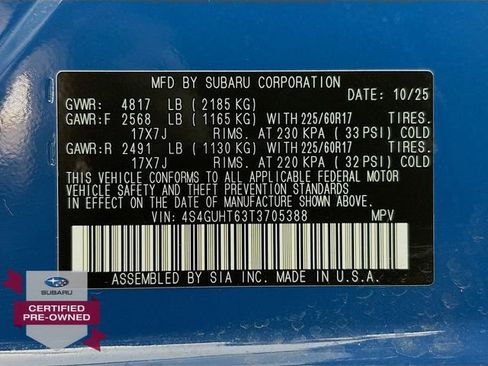 MFD BY SUBARU CORPORATION
DATE: 10/25
GVWR: 4817 LB ( 2185 KG)
GAWR:F 2568 LB ( 1165 KG) WITH 225/60R17 TIRES.
17X7J RIMS. AT 230 KPA ( 33 PSI) COLD
GAWR:R 2491 LB ( 1130 KG) WITH 225/60R17 TIRES.
17X7J RIMS. AT 220 KPA ( 32 PSI) COLD
THIS VEHICLE CONFORMS TO ALL APPLICABLE FEDERAL MOTOR
VEHICLE SAFETY AND THEFT PREVENTION STANDARDS
IN EFFECT ON THE DATE OF MANUFACTURE SHOWN ABOVE.
VIN: 4S4GUHT63T3705388 MPV
ASSEMBLED BY SIA INC. MADE IN U.S.A.
SUBARU
CERTIFIED
PRE-OWNED